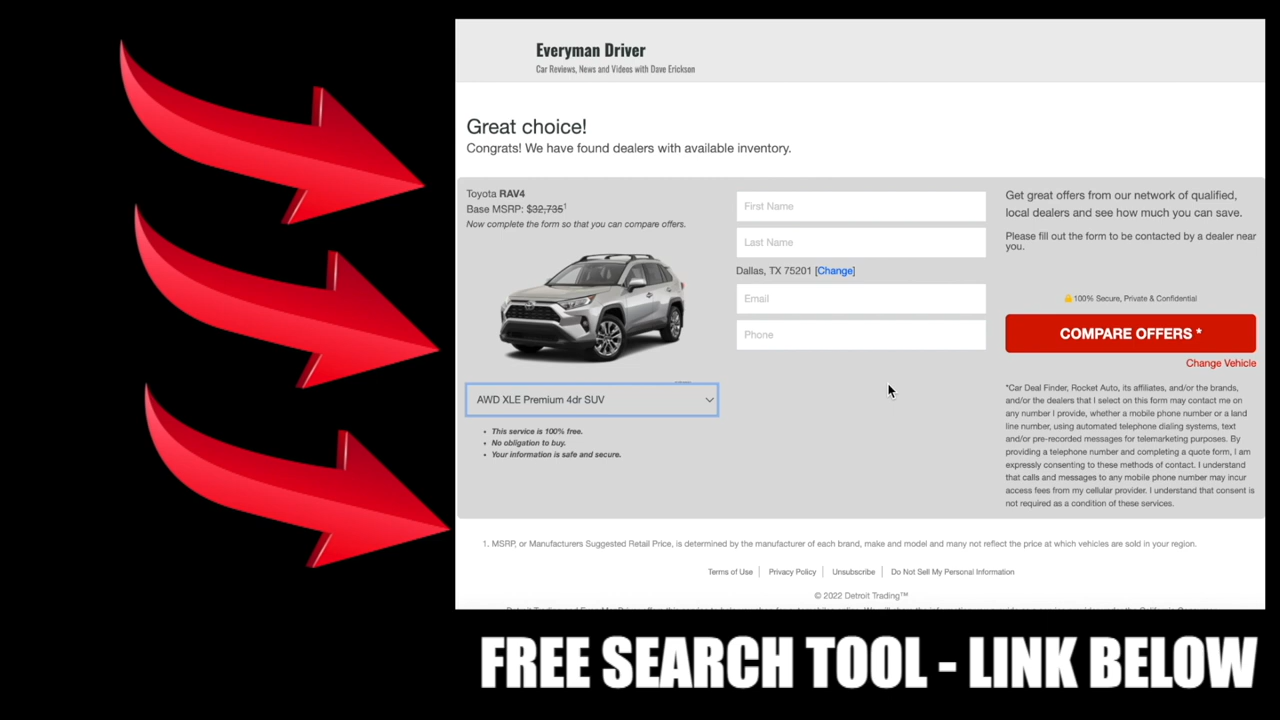 Everyman Driver
Car Reviews, News and Videos with Dave Erickson
Great choice!
Congrats! We have found dealers with available inventory.
Toyota RAV4
Base MSRP: $32,735¹
Now complete the form so that you can compare offers.
AWD XLE Premium 4dr SUV
• This service is 100% free.
• No obligation to buy.
• Your information is safe and secure.
First Name
Last Name
Dallas, TX 75201 [Change]
Email
Phone
Get great offers from our network of qualified,
local dealers and see how much you can save.
Please fill out the form to be contacted by a dealer near
you.
100% Secure, Private & Confidential
COMPARE OFFERS *
Change Vehicle
*Car Deal Finder, Rocket Auto, its affiliates, and/or the brands,
and/or the dealers that I select on this form may contact me on
any number I provide, whether a mobile phone number or a land
line number, using automated telephone dialing systems, text
and/or pre-recorded messages for telemarketing purposes. By
providing a telephone number and completing a quote form, I am
expressly consenting to these methods of contact. I understand
that calls and messages to any mobile phone number may incur
access fees from my cellular provider. I understand that consent is
not required as a condition of these services.
1. MSRP, or Manufacturers Suggested Retail Price, is determined by the manufacturer of each brand, make and model and many not reflect the price at which vehicles are sold in your region.
Terms of Use | Privacy Policy | Unsubscribe | Do Not Sell My Personal Information
© 2022 Detroit Trading™
FREE SEARCH TOOL - LINK BELOW